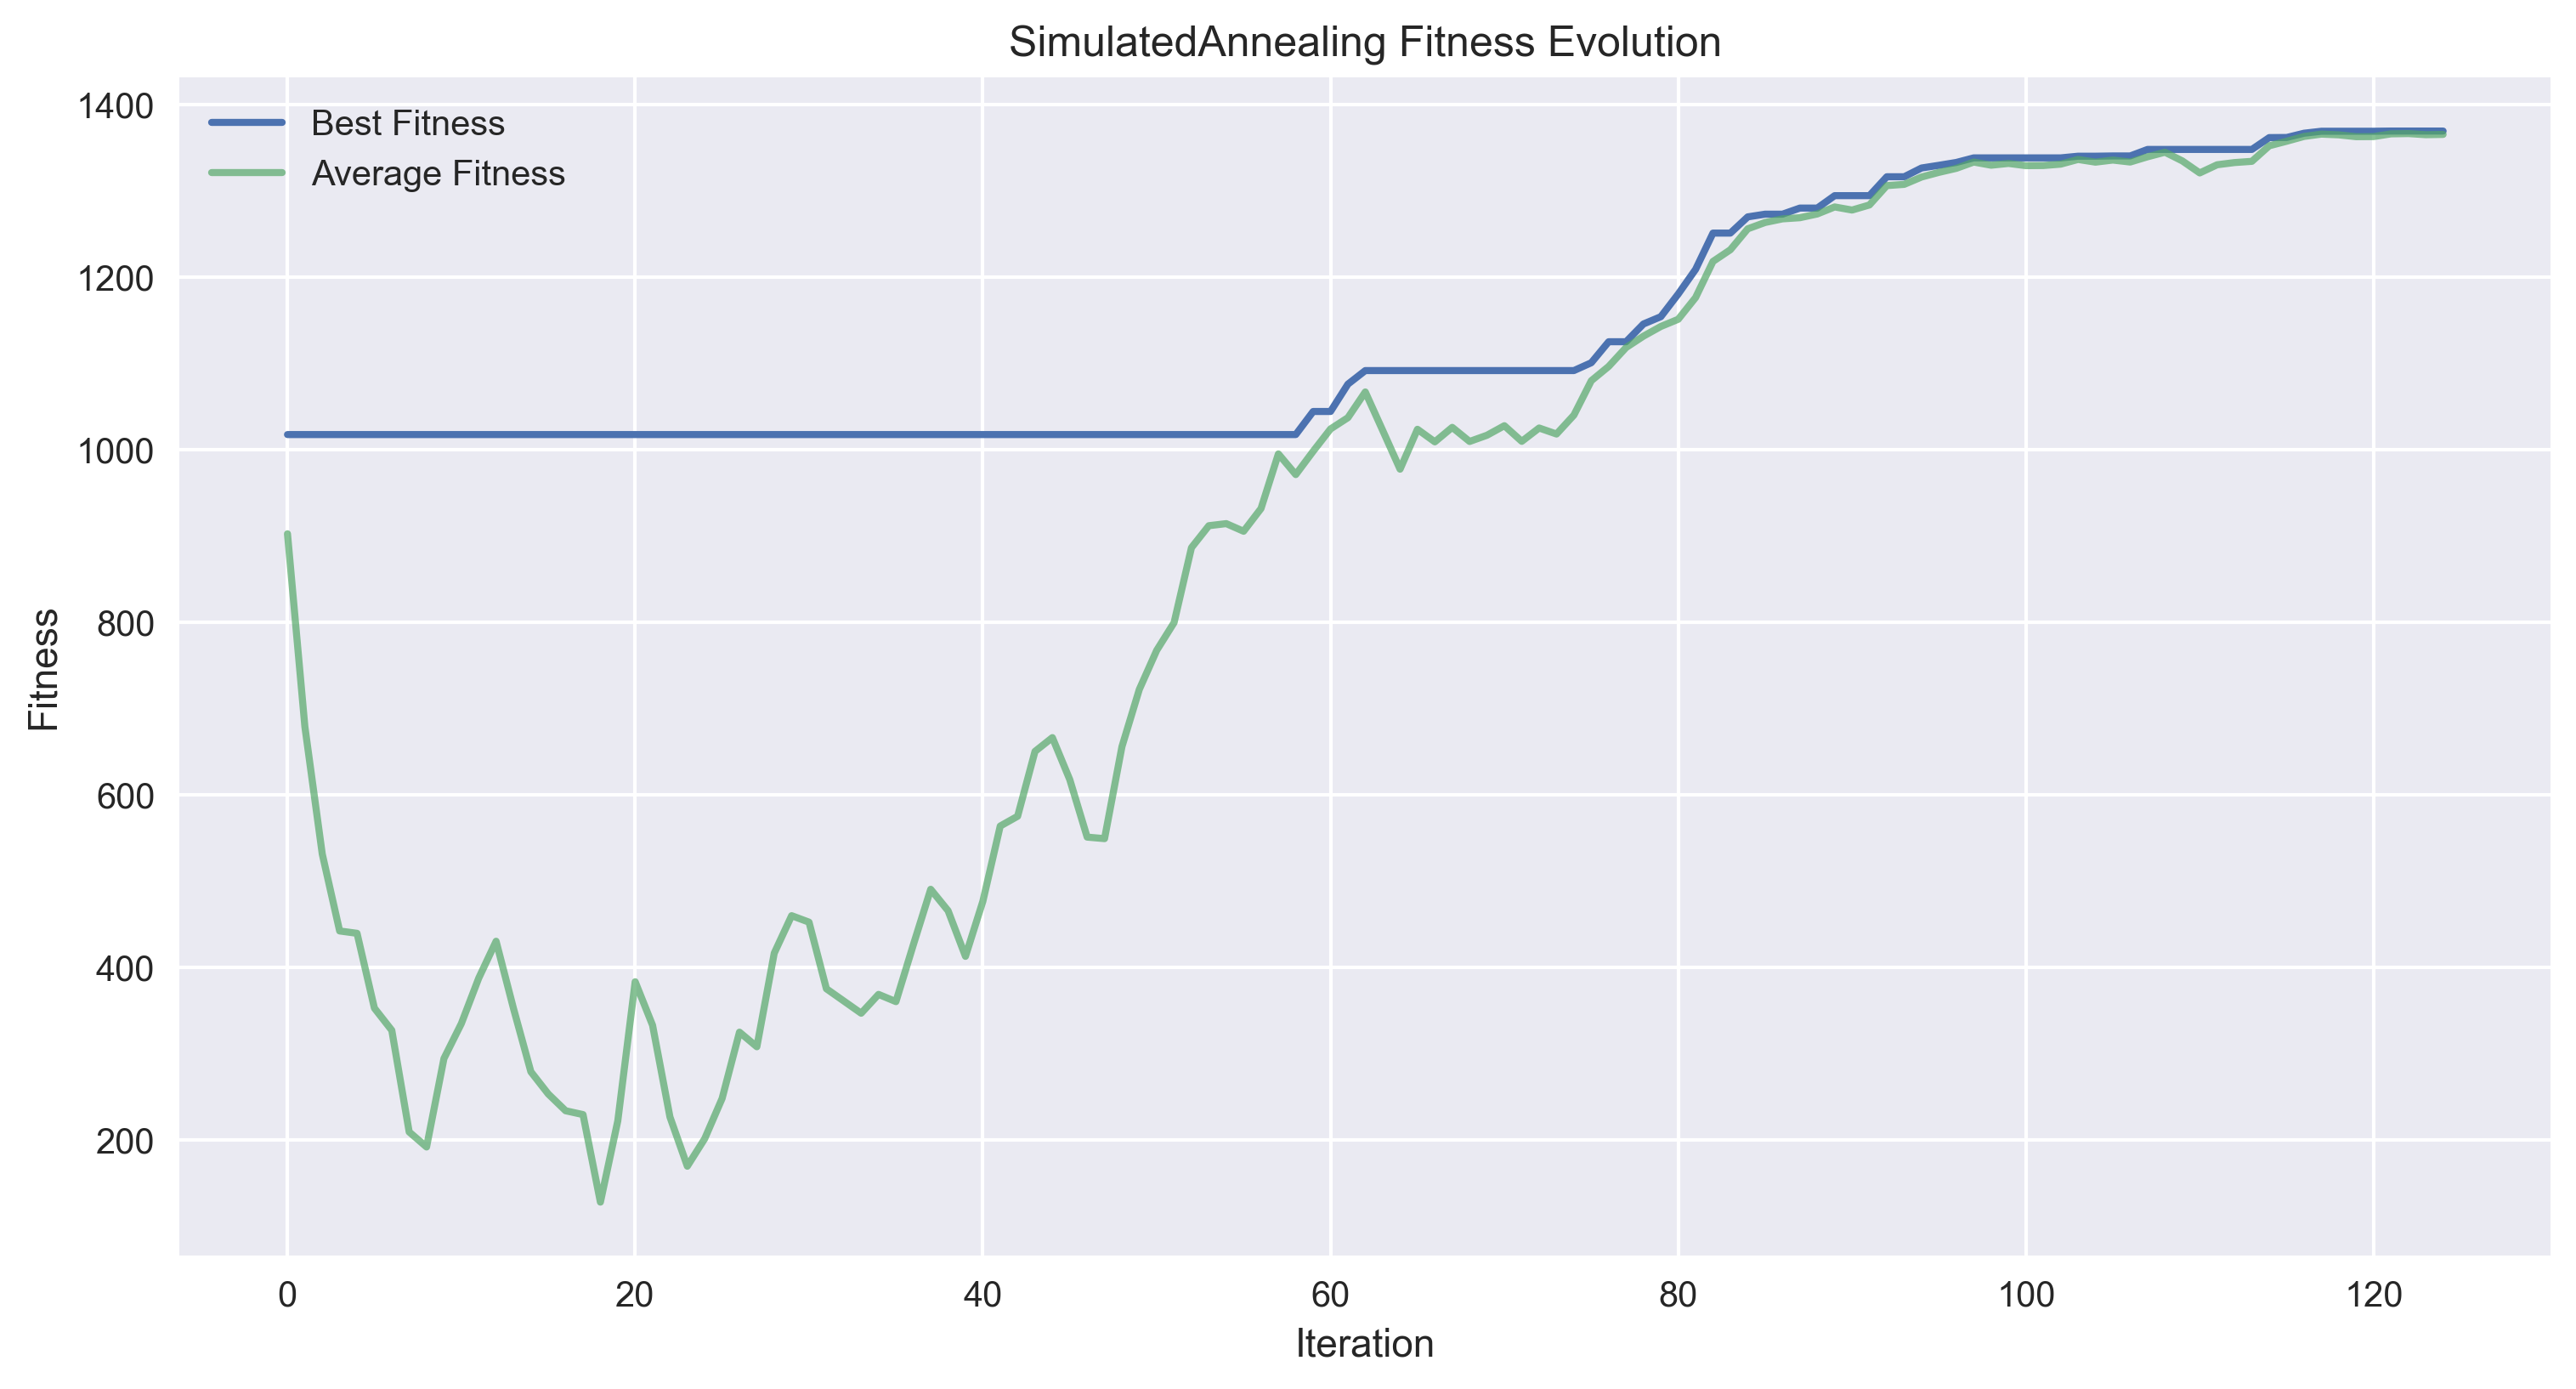 SimulatedAnnealing Fitness Evolution
Best Fitness
Average Fitness
1400
1200
1000
800
600
400
200
Fitness
0 20 40 60 80 100 120
Iteration